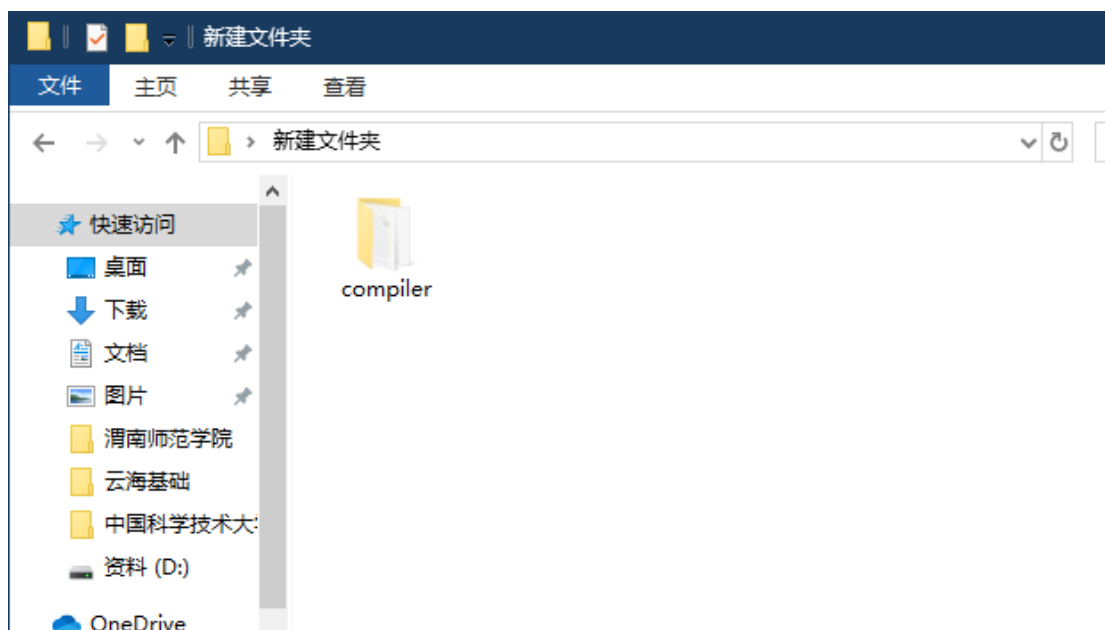 新建文件夹
文件 主页 共享 查看
新建文件夹
快速访问
桌面
下载
文档
图片
渭南师范学院
云海基础
中国科学技术大
资料 (D:)
OneDrive
compiler